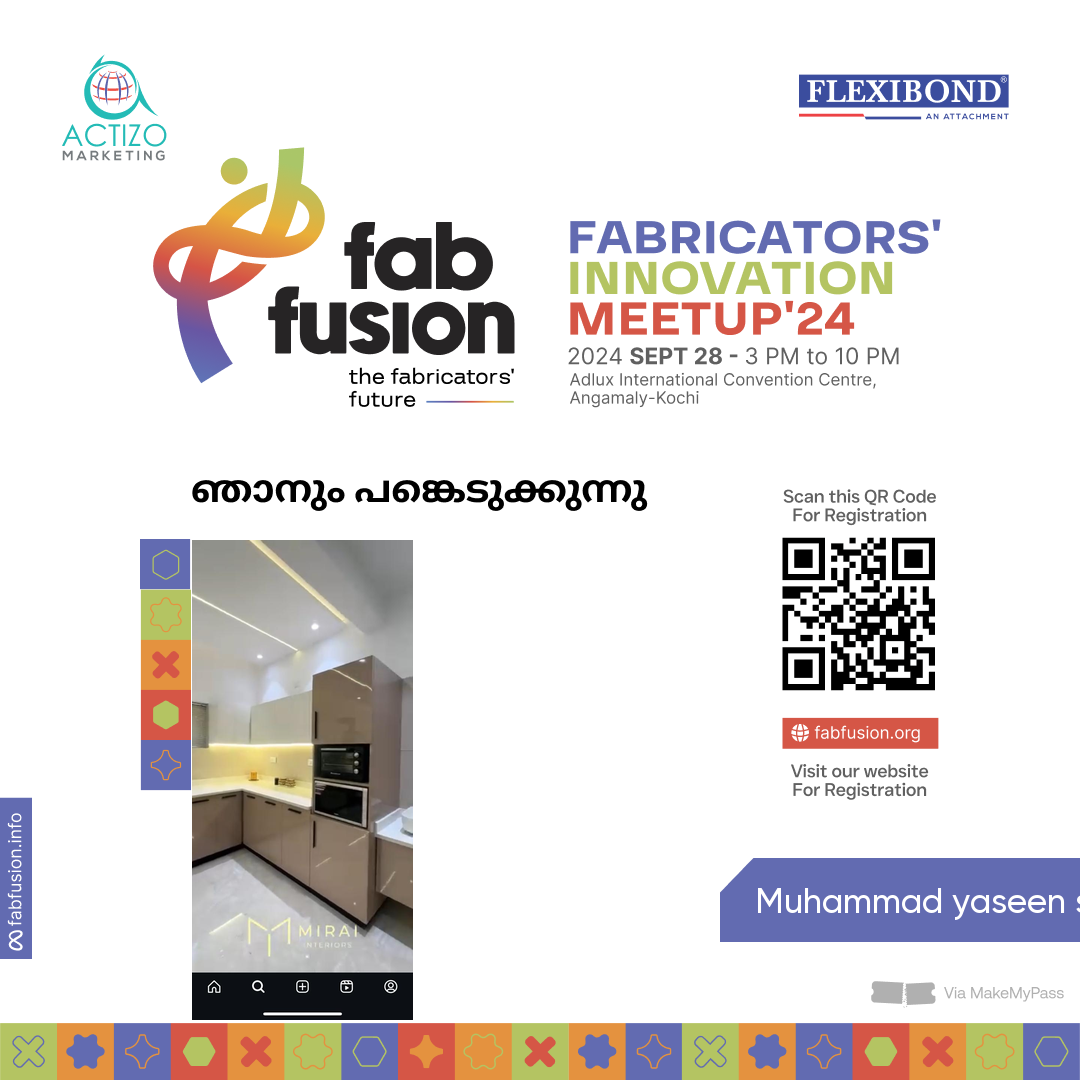 ACTIZO
MARKETING
FLEXIBOND®
AN ATTACHMENT
fab
fusion
the fabricators'
future
FABRICATORS'
INNOVATION
MEETUP'24
2024 SEPT 28 - 3 PM to 10 PM
Adlux International Convention Centre,
Angamaly-Kochi
ഞാനും പങ്കെടുക്കുന്നു
Scan this QR Code
For Registration
fabfusion.org
Visit our website
For Registration
fabfusion.info
MIRAI
INTERIORS
Muhammad yaseen s
Via MakeMyPass